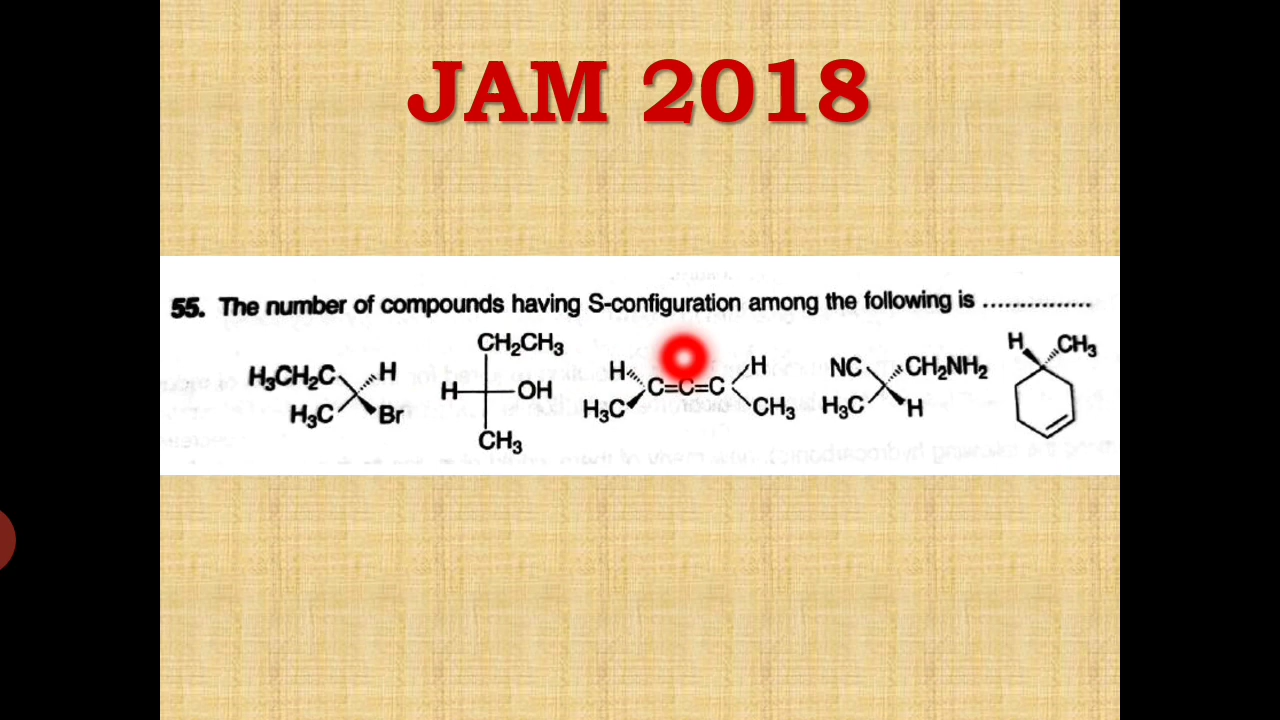 JAM 2018
55. The number of compounds having S-configuration among the following is ................
CH₂CH₃
H₃CH₂C H H OH H C=C=C H NC CH₂NH₂ H CH₃
H₃C Br H₃C CH₃ H₃C H
CH₃